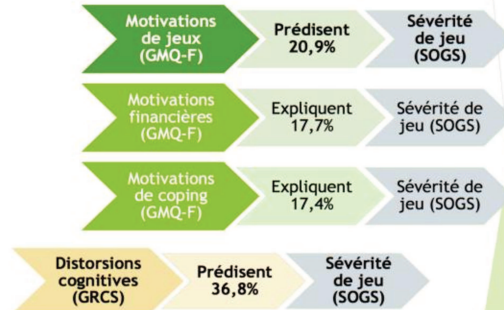 Motivations
de jeux
(GMQ-F)
Prédisent
20,9%
Sévérité
de jeu
(SOGS)
Motivations
financières
(GMQ-F)
Expliquent
17,7%
Sévérité de
jeu (SOGS)
Motivations
de coping
(GMQ-F)
Expliquent
17,4%
Sévérité de
jeu (SOGS)
Distorsions
cognitives
(GRCS)
Prédisent
36,8%
Sévérité
de jeu
(SOGS)